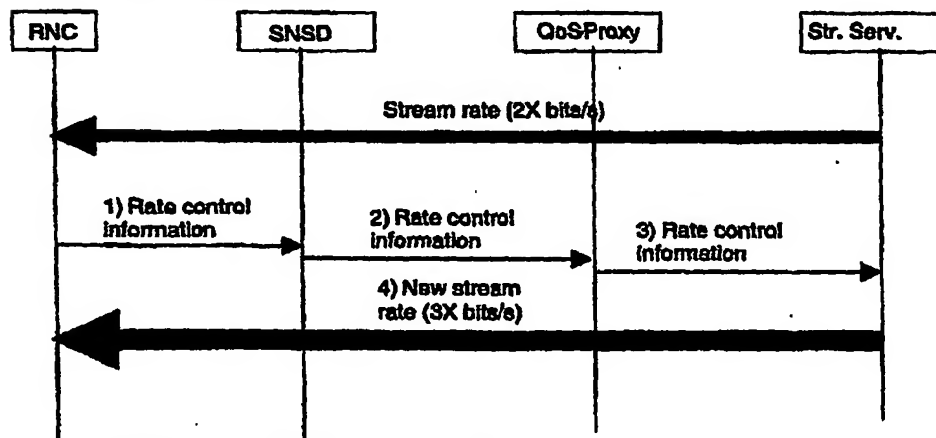 RNC
SNSD
QoSProxy
Str. Serv.
Stream rate (2X bits/s)
1) Rate control
information
2) Rate control
information
3) Rate control
information
4) New stream
rate (3X bits/s)